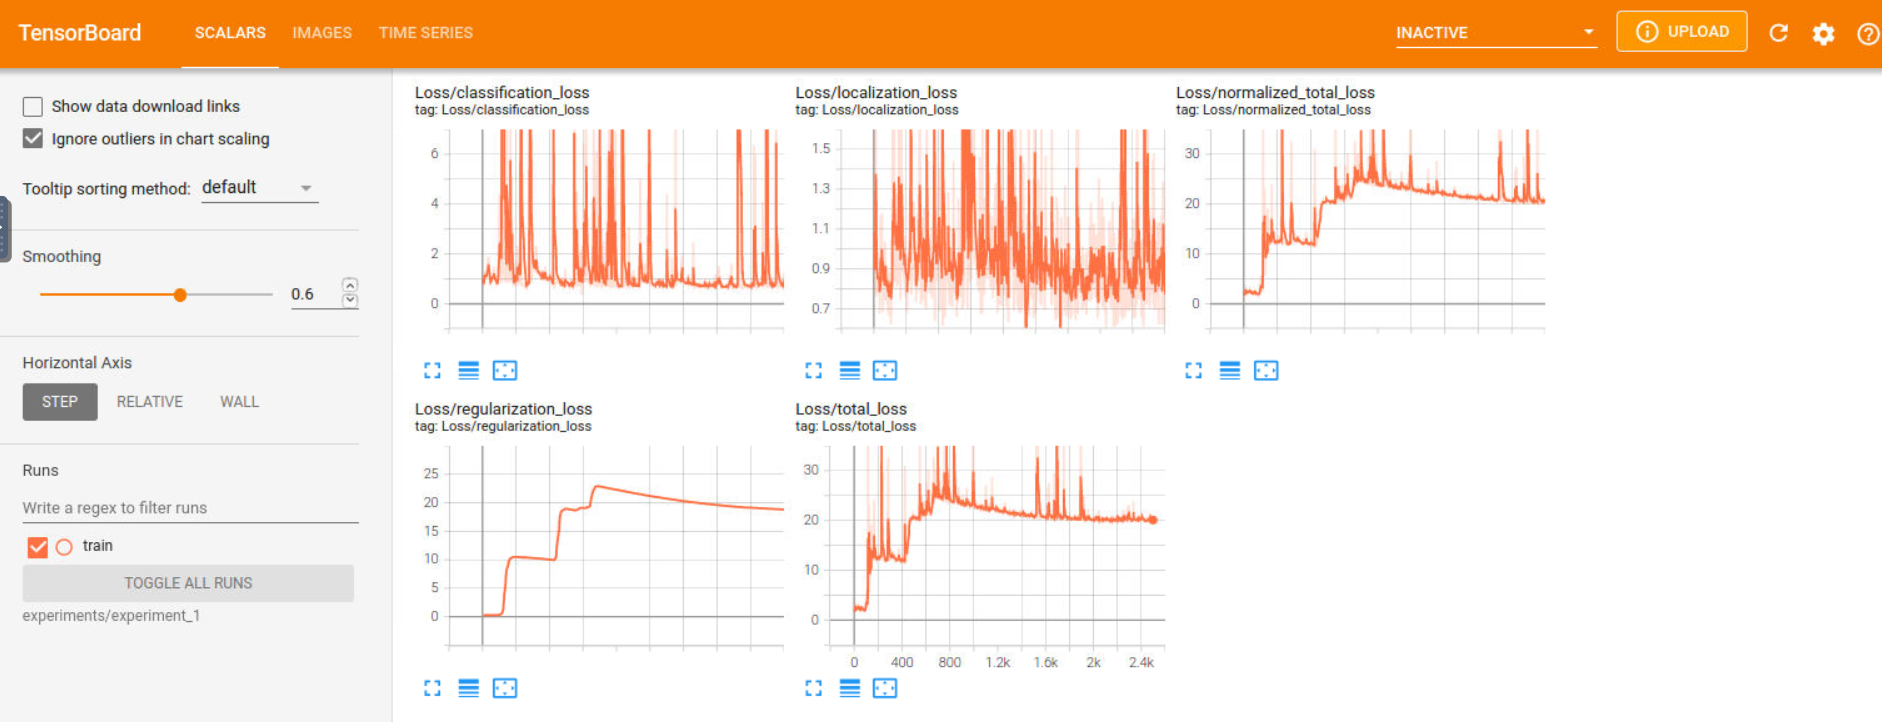 TensorBoard
SCALARS
IMAGES
TIME SERIES
INACTIVE
UPLOAD
Show data download links
Ignore outliers in chart scaling
Tooltip sorting method: default
Smoothing
0.6
Horizontal Axis
STEP
RELATIVE
WALL
Runs
Write a regex to filter runs
train
TOGGLE ALL RUNS
experiments/experiment_1
Loss/classification_loss
tag: Loss/classification_loss
6
4
2
0
Loss/localization_loss
tag: Loss/localization_loss
1.5
1.3
1.1
0.9
0.7
Loss/normalized_total_loss
tag: Loss/normalized_total_loss
30
20
10
0
Loss/regularization_loss
tag: Loss/regularization_loss
25
20
15
10
5
0
Loss/total_loss
tag: Loss/total_loss
30
20
10
0
0 400 800 1.2k 1.6k 2k 2.4k